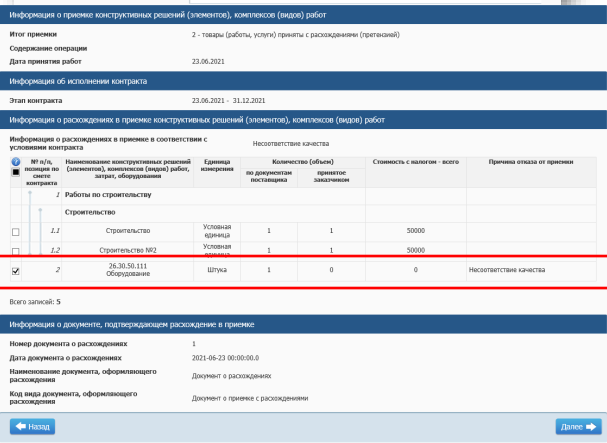 Информация о приемке конструктивных решений (элементов), комплексов (видов) работ
Итог приемки 2 - товары (работы, услуги) приняты с расхождениями (претензией)
Содержание операции
Дата принятия работ 23.06.2021
Информация об исполнении контракта
Этап контракта 23.06.2021 - 31.12.2021
Информация о расхождениях в приемке конструктивных решений (элементов), комплексов (видов) работ
Информация о расхождениях в приемке в соответствии с
условиями контракта
Несоответствие качества
№ п/п,
позиция по
смете
контракта
Наименование конструктивных решений
(элементов), комплексов (видов) работ,
затрат, оборудования
Единица
измерения
Количество (объем)
по документам
поставщика
принятое
заказчиком
Стоимость с налогом - всего
Причина отказа от приемки
1 Работы по строительству
Строительство
1.1 Строительство Условная
единица 1 1 50000
1.2 Строительство №2 Условная
единица 1 1 50000
2 26.30.50.111
Оборудование Штука 1 0 0 Несоответствие качества
Всего записей: 5
Информация о документе, подтверждающем расхождение в приемке
Номер документа о расхождениях 1
Дата документа о расхождениях 2021-06-23 00:00:00.0
Наименование документа, оформляющего
расхождения
Документ о расхождениях
Код вида документа, оформляющего
расхождения
Документ о приемке с расхождениями
Назад
Далее